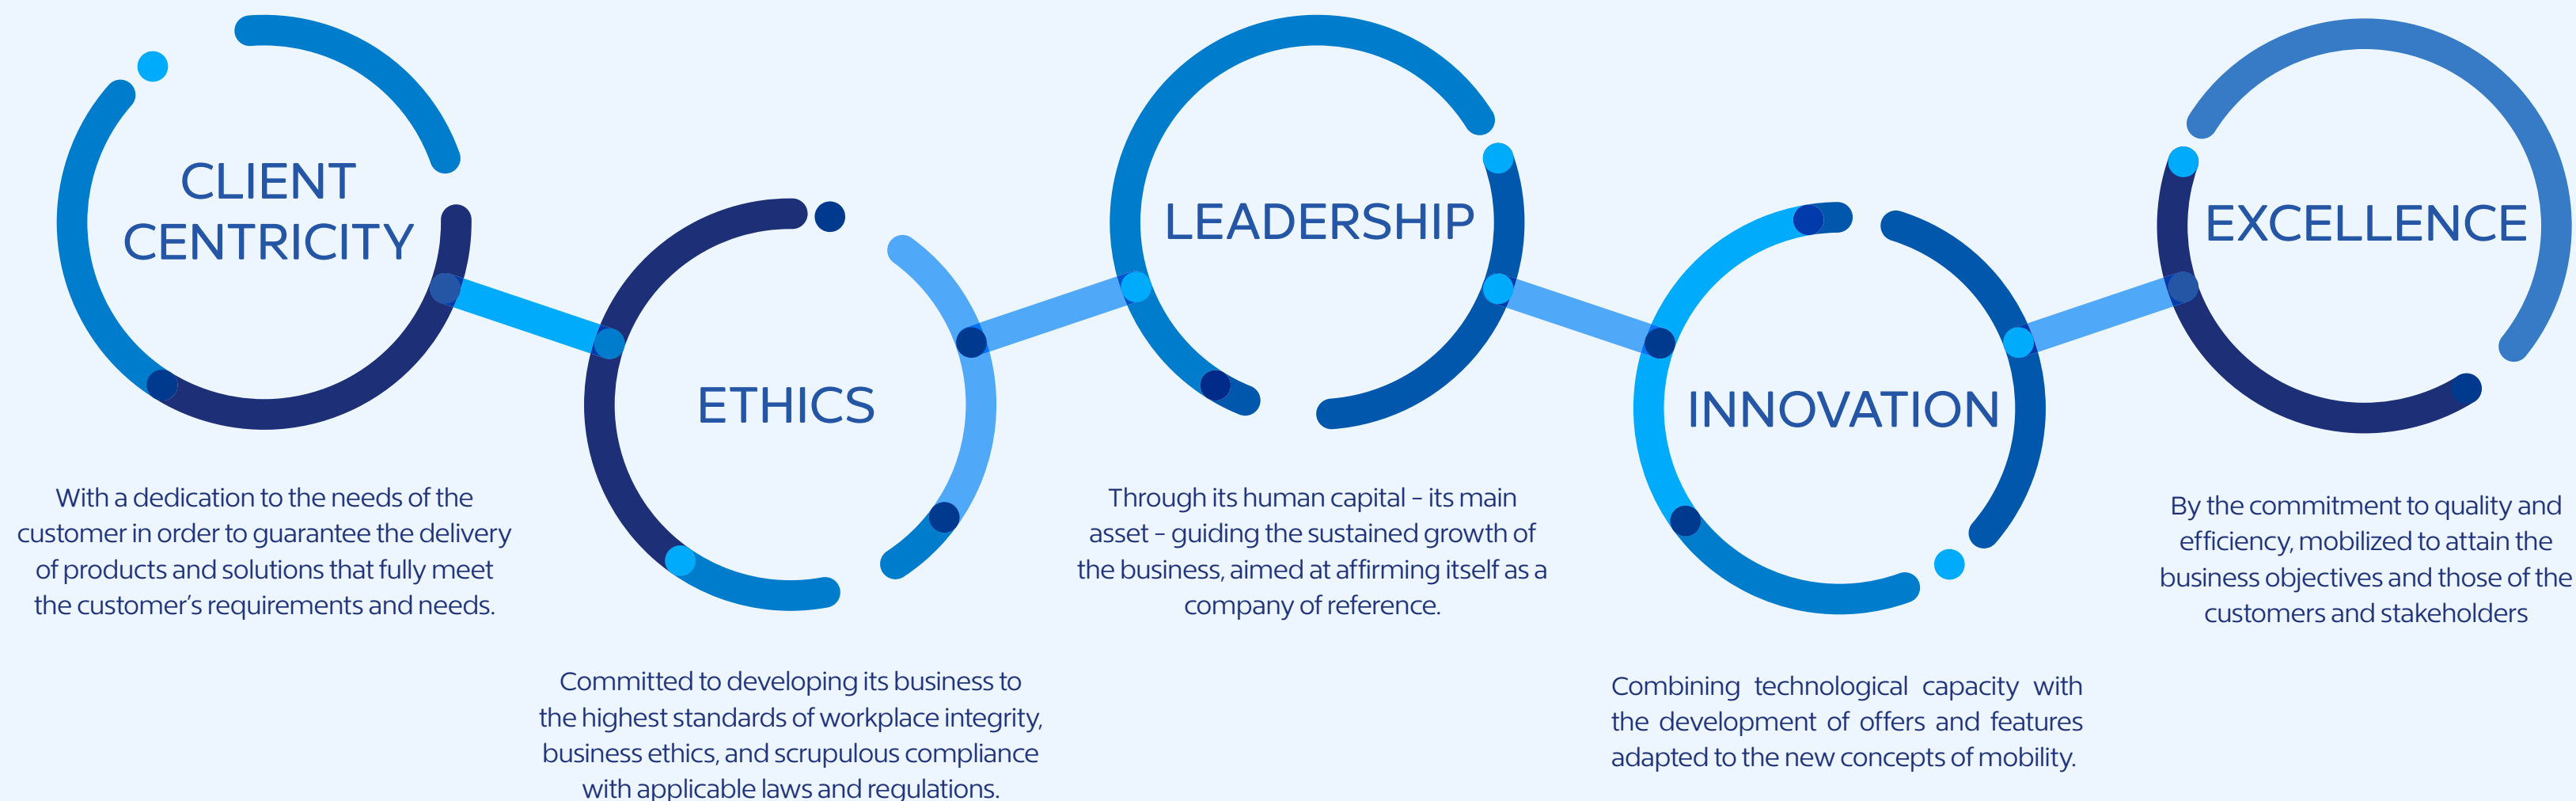 CLIENT
CENTRICITY
With a dedication to the needs of the
customer in order to guarantee the delivery
of products and solutions that fully meet
the customer’s requirements and needs.
ETHICS
Committed to developing its business to
the highest standards of workplace integrity,
business ethics, and scrupulous compliance
with applicable laws and regulations.
LEADERSHIP
Through its human capital – its main
asset – guiding the sustained growth of
the business, aimed at affirming itself as a
company of reference.
INNOVATION
Combining technological capacity with
the development of offers and features
adapted to the new concepts of mobility.
EXCELLENCE
By the commitment to quality and
efficiency, mobilized to attain the
business objectives and those of the
customers and stakeholders